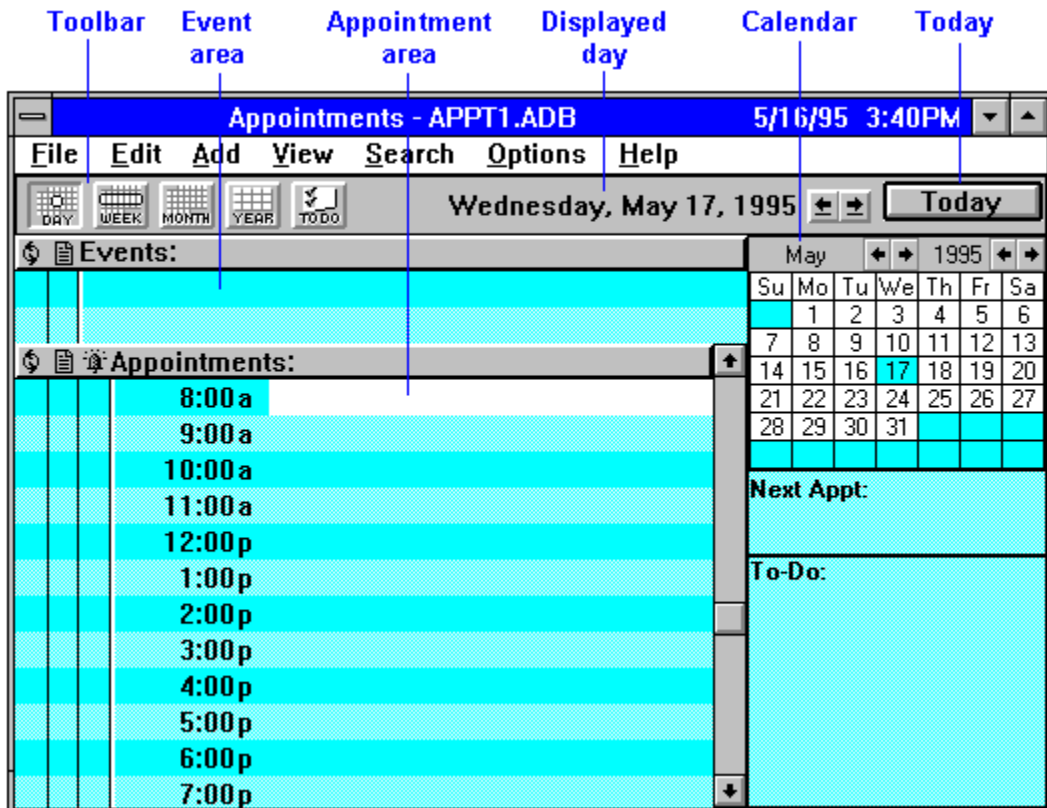 Toolbar Event area Appointment area Displayed day Calendar Today
Appointments - APPT1.ADB 5/16/95 3:40PM
File Edit Add View Search Options Help
DAY WEEK MONTH YEAR TODO Wednesday, May 17, 1995 Today
Events:
May 1995
Su Mo Tu We Th Fr Sa
1 2 3 4 5 6
7 8 9 10 11 12 13
14 15 16 17 18 19 20
21 22 23 24 25 26 27
28 29 30 31
Appointments:
8:00a
9:00a
10:00a
11:00a
12:00p
1:00p
2:00p
3:00p
4:00p
5:00p
6:00p
7:00p
Next Appt:
To-Do: